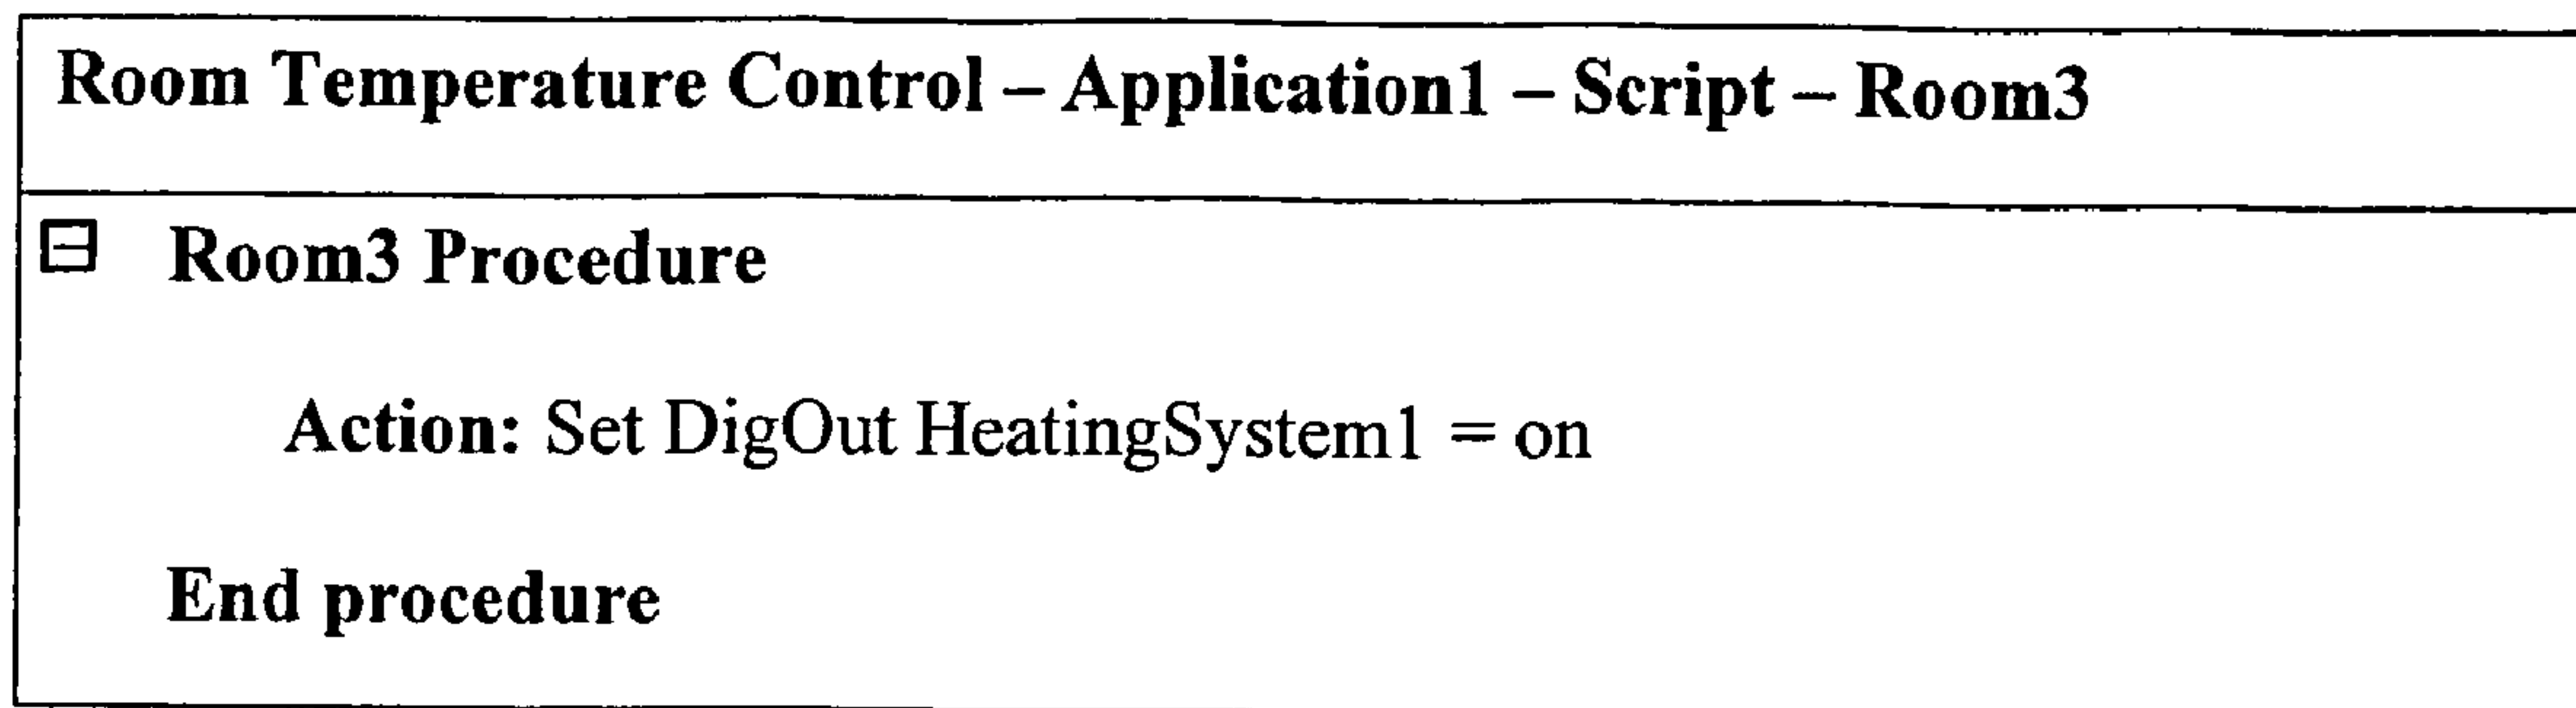 Room Temperature Control – Application1 – Script – Room3
Room3 Procedure
Action: Set DigOut HeatingSystem1 = on
End procedure